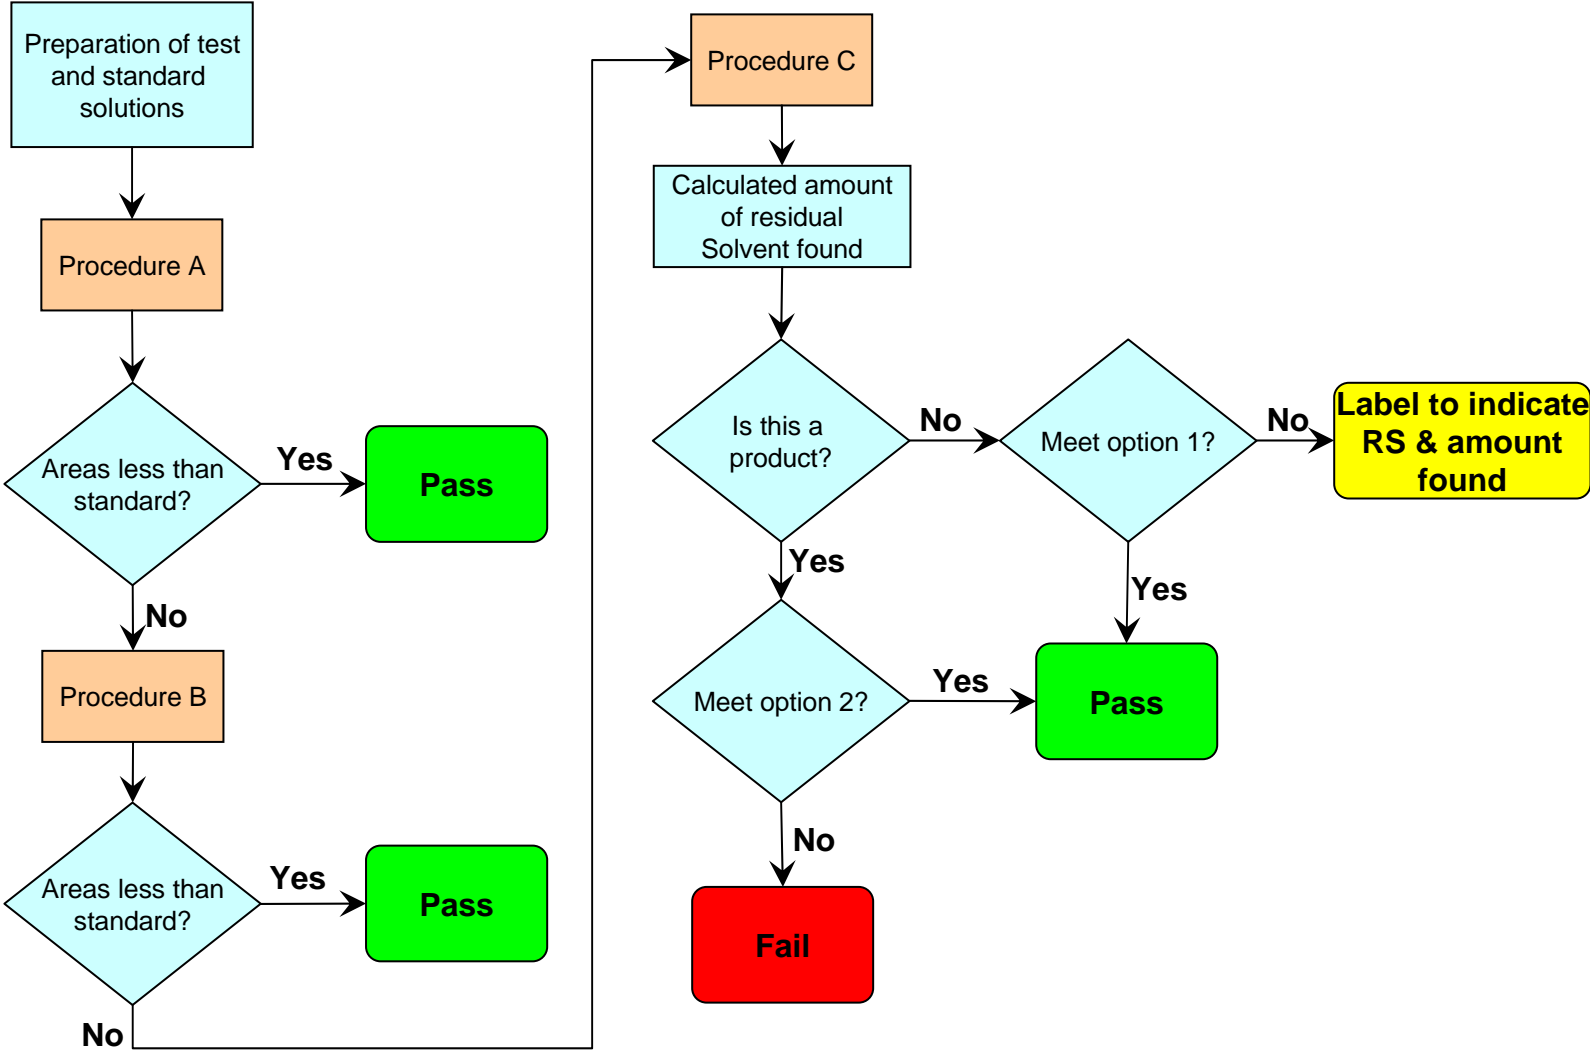 Preparation of test
and standard
solutions
Procedure A
Areas less than
standard?
Yes
Pass
No
Procedure B
Areas less than
standard?
Yes
Pass
No
Procedure C
Calculated amount
of residual
Solvent found
Is this a
product?
No
Meet option 1?
No
Label to indicate
RS & amount
found
Yes
Yes
Meet option 2?
Yes
Pass
No
Fail